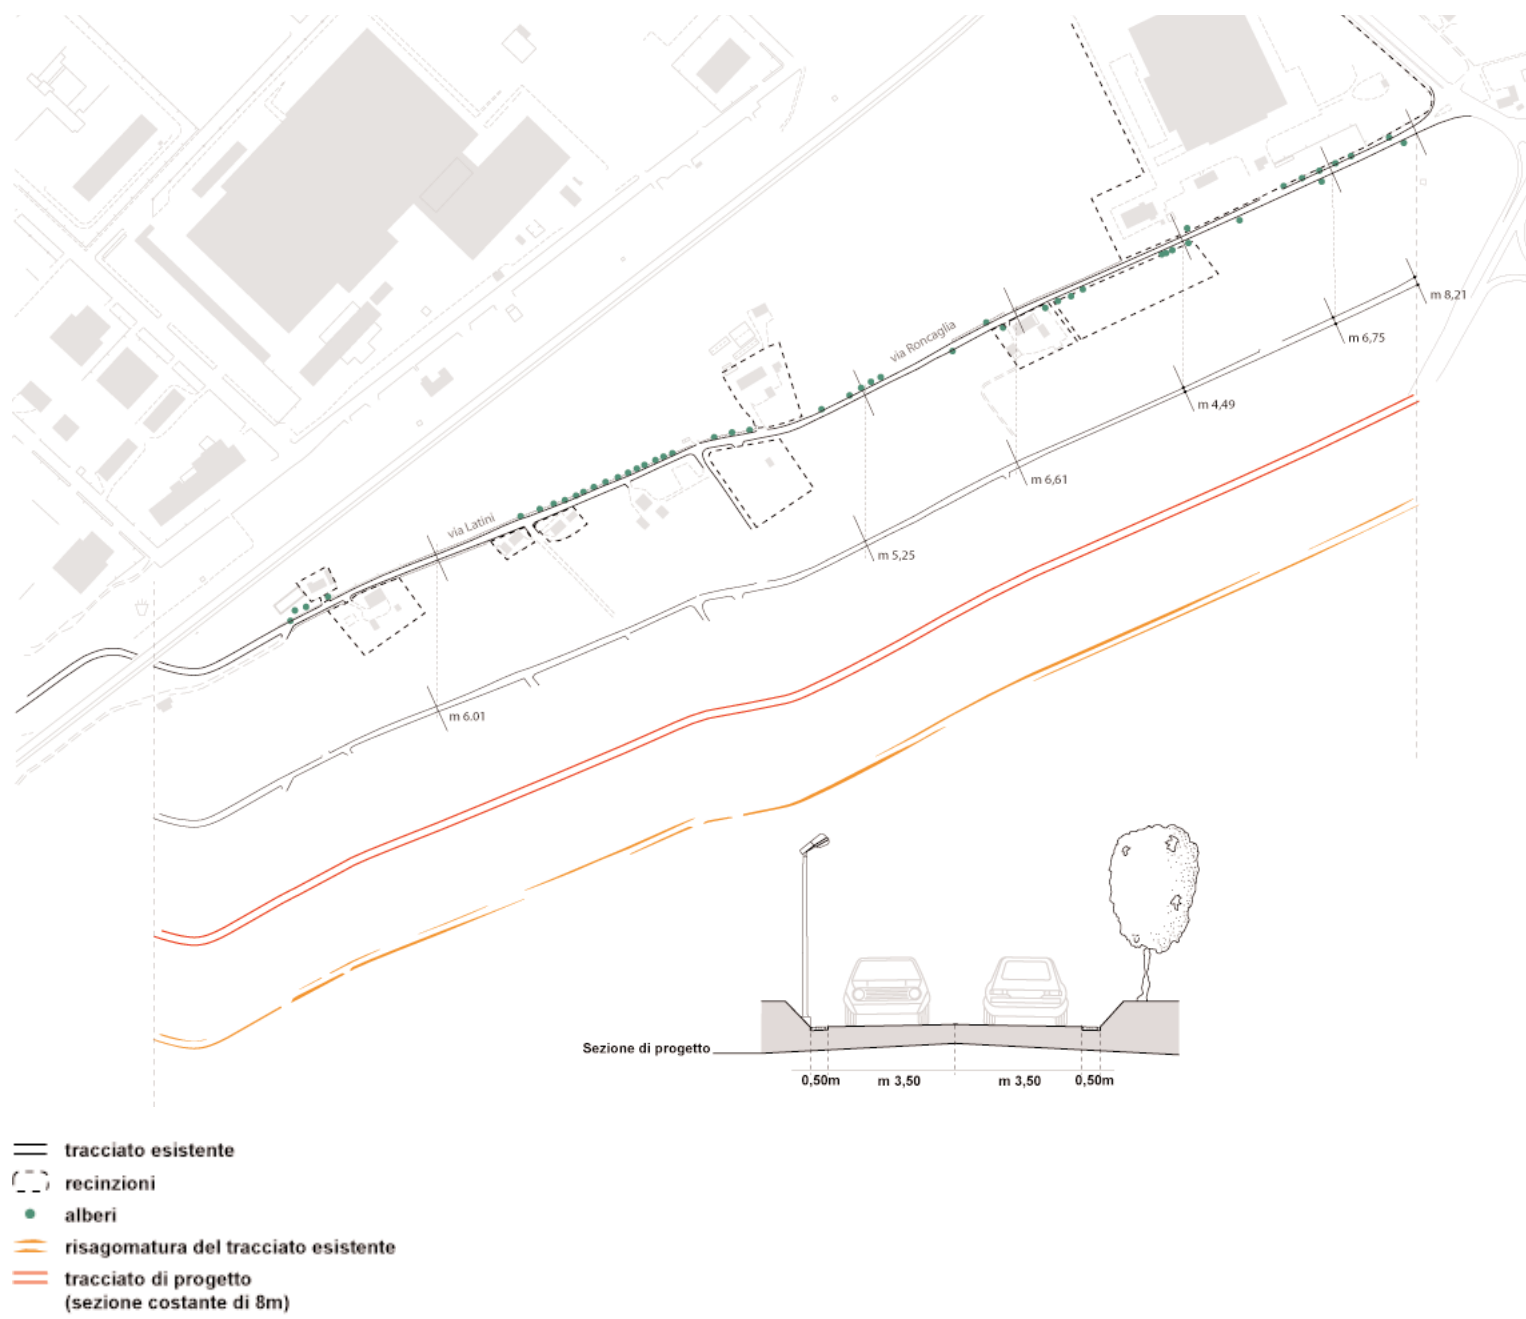 via Roncaglia
m 8,21
m 6,75
m 4,49
m 6,61
via Latini
m 5,25
m 6.01
Sezione di progetto
0,50m
m 3,50
m 3,50
0,50m
tracciato esistente
recinzioni
alberi
risagomatura del tracciato esistente
tracciato di progetto
(sezione costante di 8m)